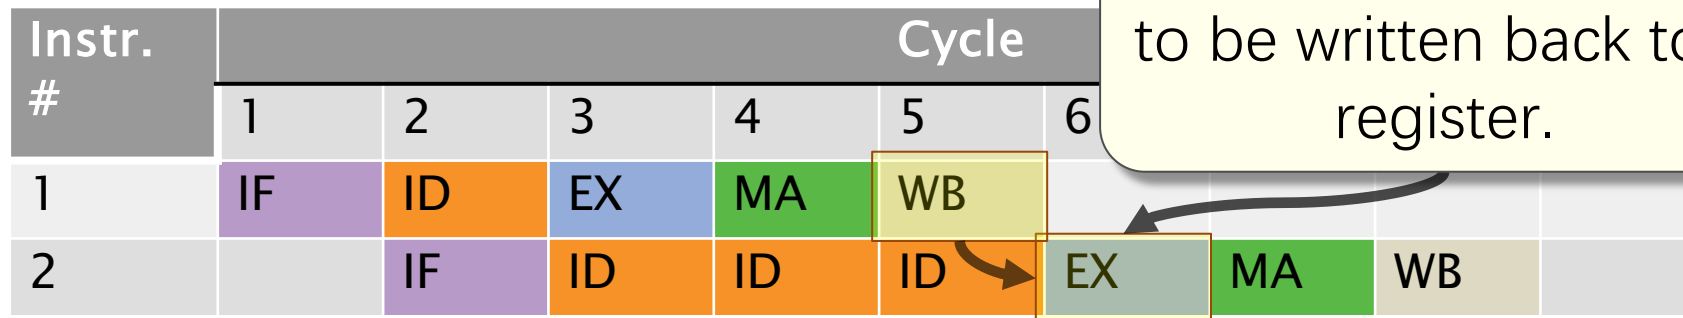 Instr. #
Cycle
to be written back to
register.
1 2 3 4 5 6
1 IF ID EX MA WB
2 IF ID ID ID EX MA WB